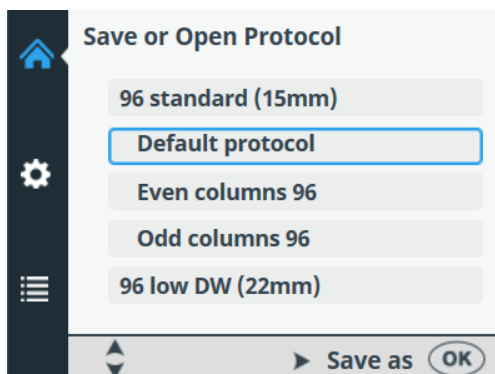 Save or Open Protocol
96 standard (15mm)
Default protocol
Even columns 96
Odd columns 96
96 low DW (22mm)
Save as OK